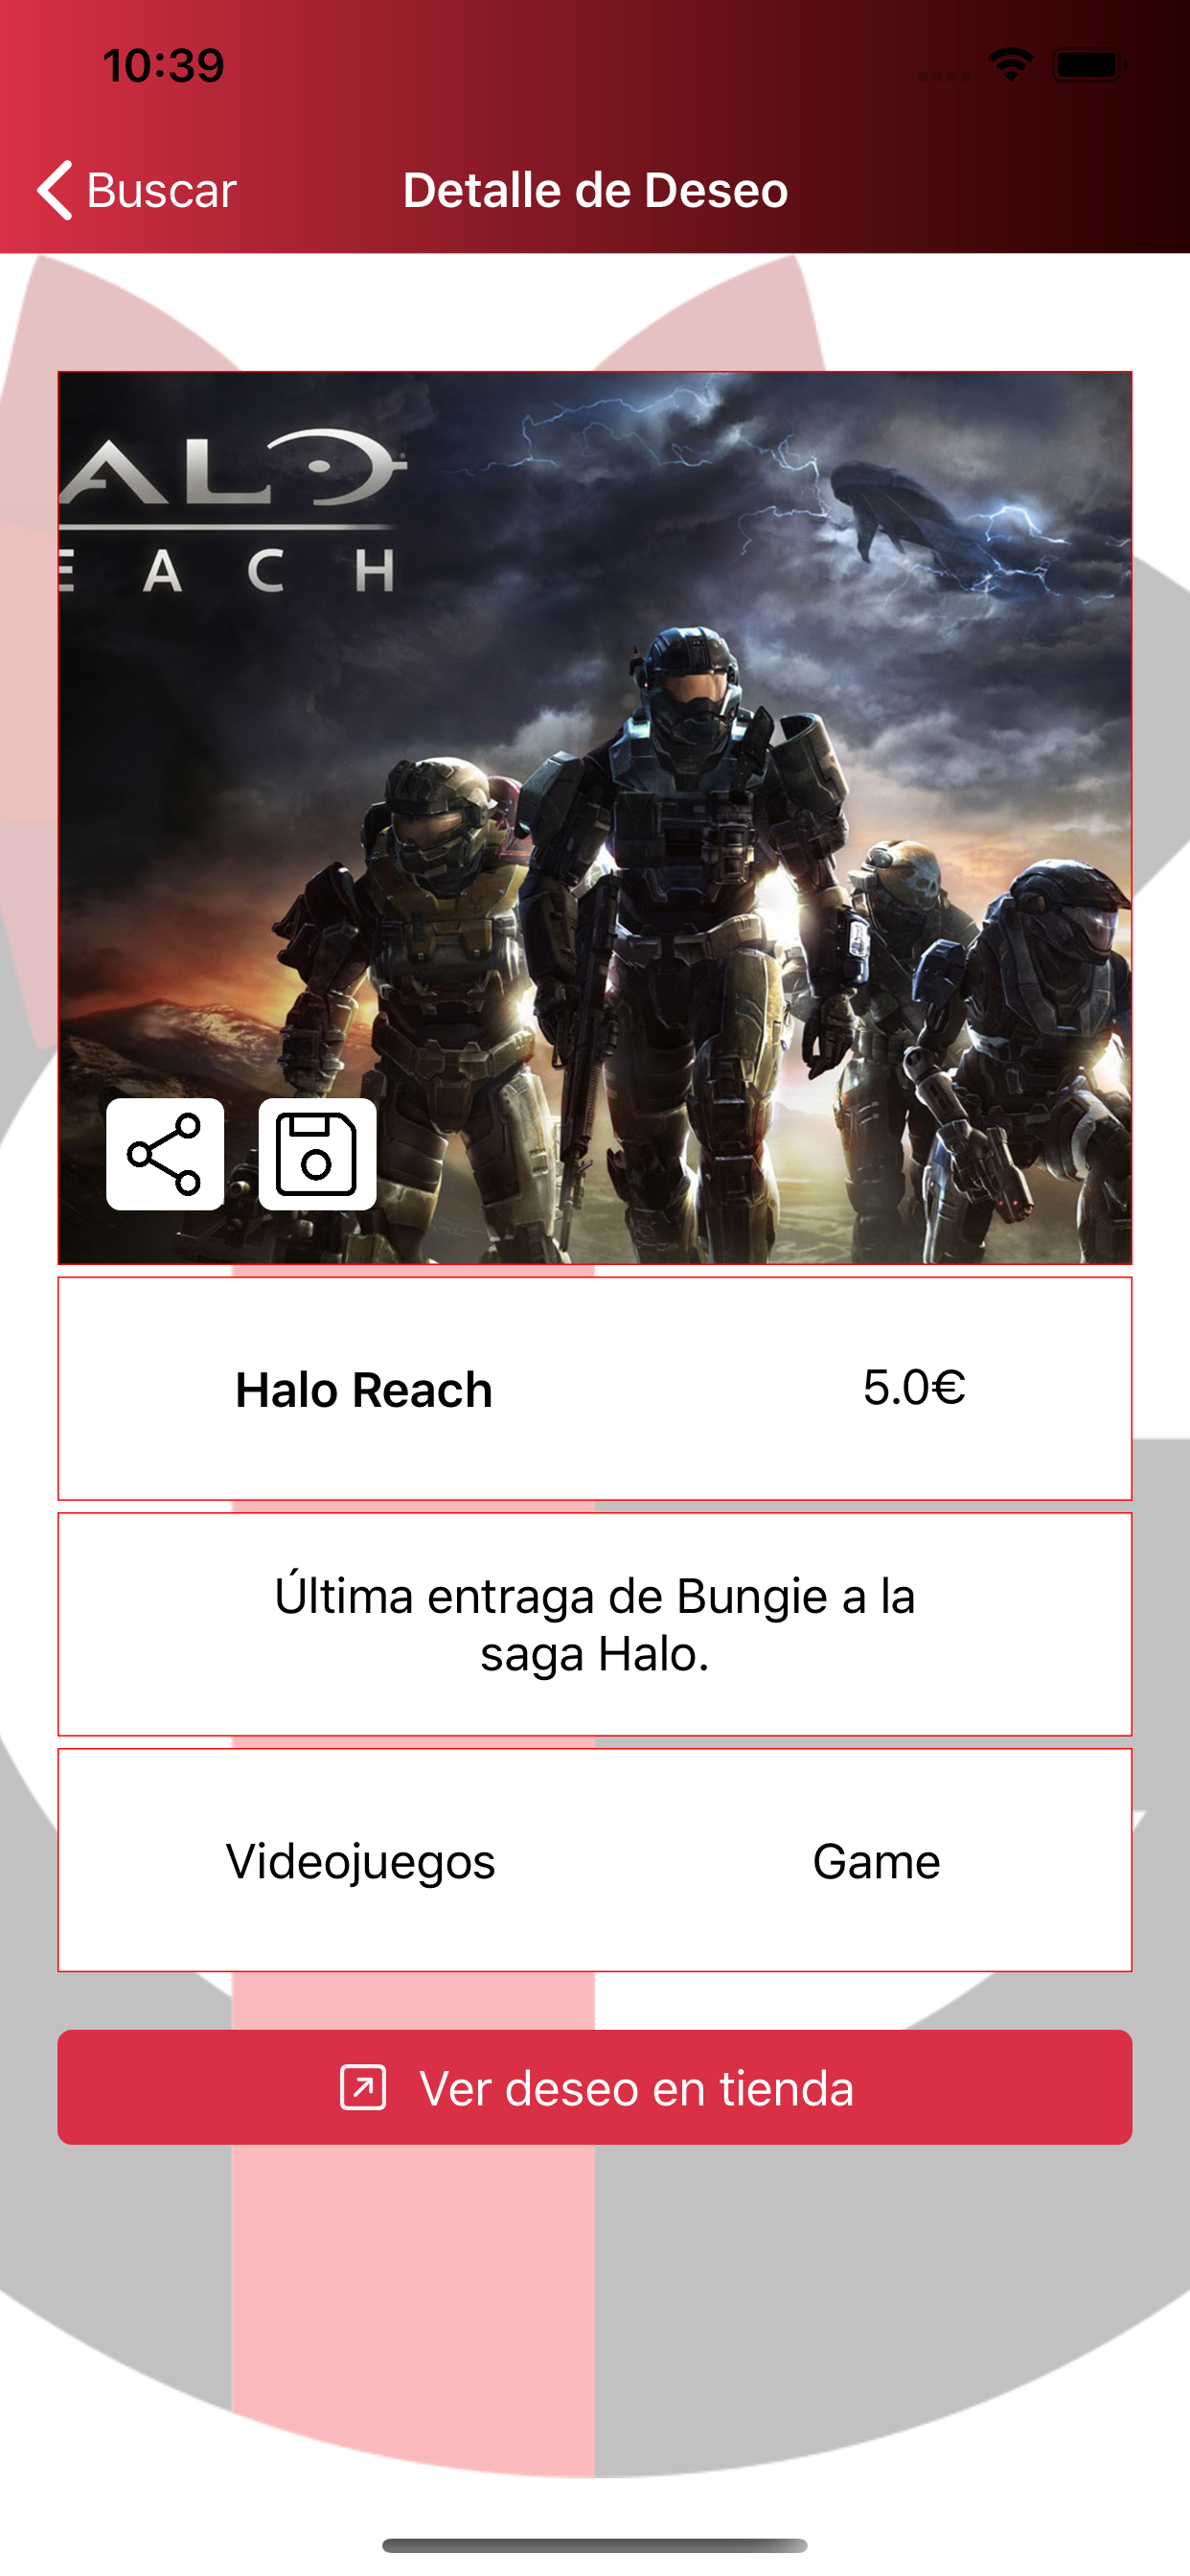 10:39
Buscar
Detalle de Deseo
ALO
EACH
Halo Reach
5.0€
Última entraga de Bungie a la
saga Halo.
Videojuegos
Game
Ver deseo en tienda